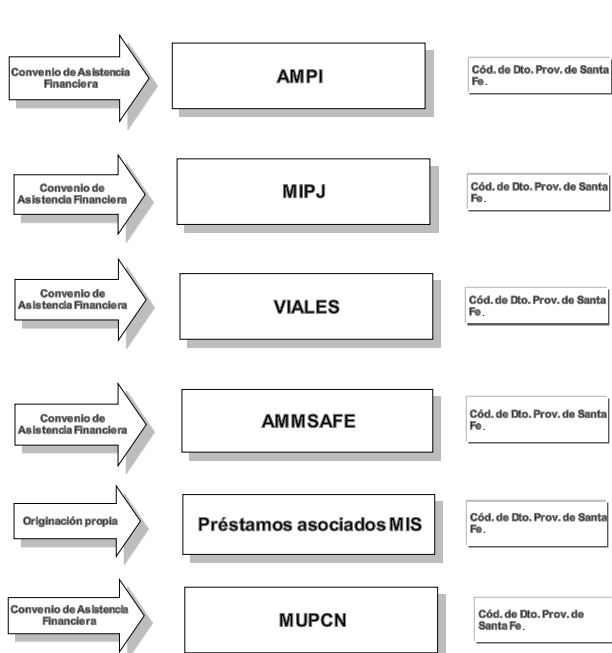 Convenio de Asistencia
Financiera
AMPI
Cód. de Dto. Prov. de Santa
Fe.
Convenio de
Asistencia Financiera
MIPJ
Cód. de Dto. Prov. de Santa
Fe.
Convenio de
Asistencia Financiera
VIALES
Cód. de Dto. Prov. de Santa
Fe.
Convenio de
Asistencia Financiera
AMMSAFE
Cód. de Dto. Prov. de Santa
Fe.
Originación propia
Préstamos asociados MIS
Cód. de Dto. Prov. de Santa
Fe.
Convenio de Asistencia
Financiera
MUPCN
Cód. de Dto. Prov. de
Santa Fe.